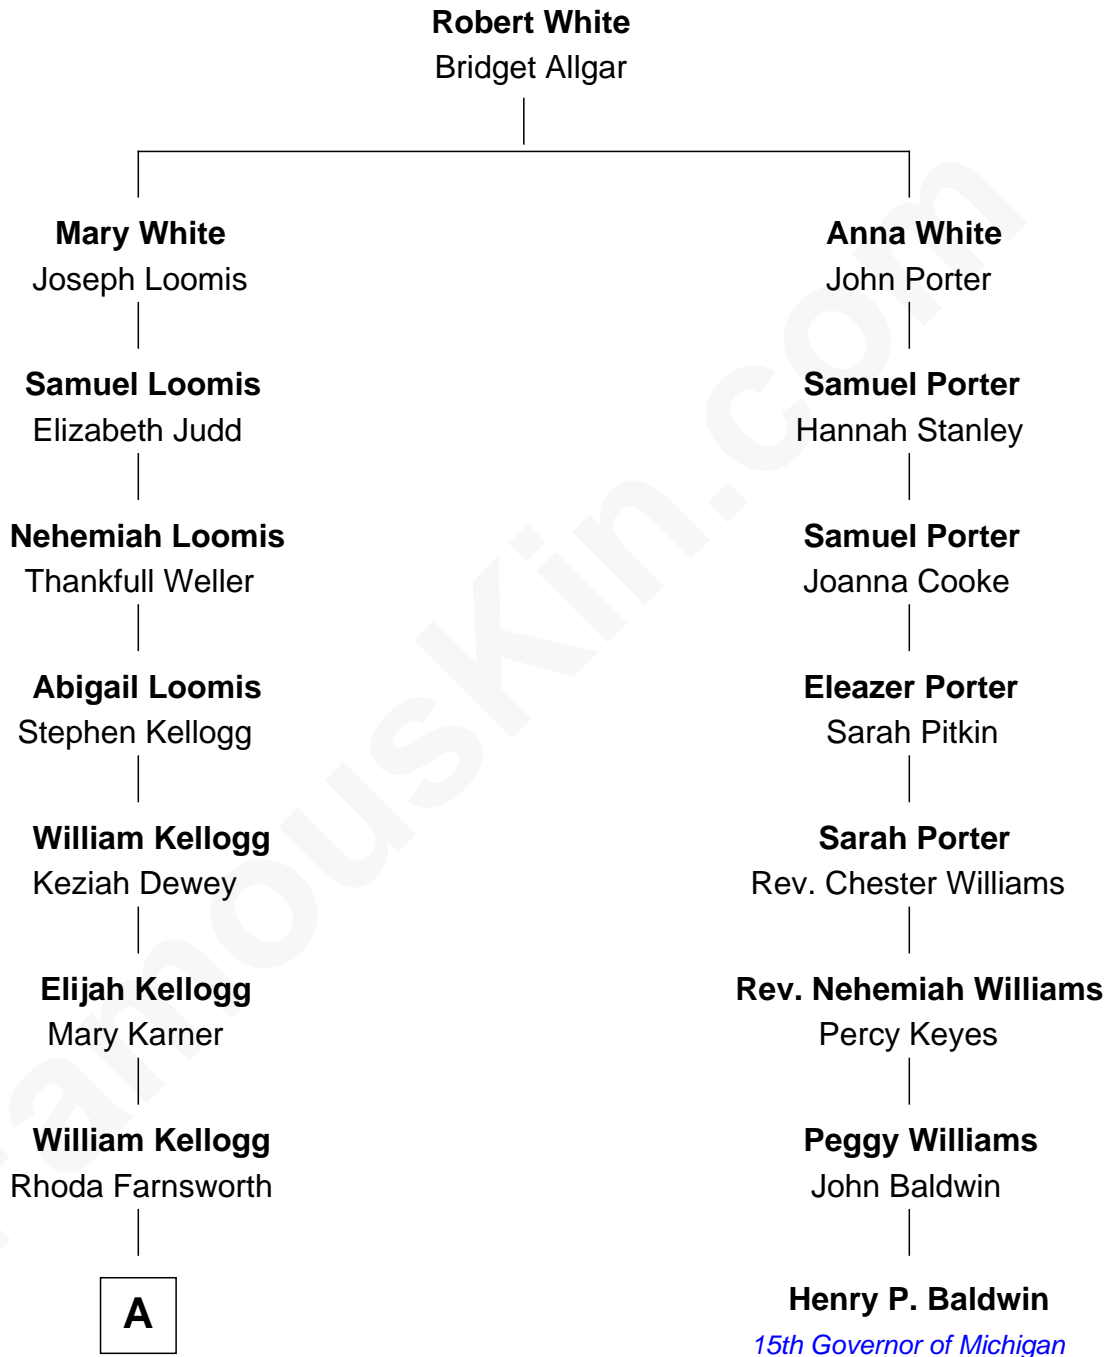 Robert White
Bridget Allgar
Mary White
Joseph Loomis
Anna White
John Porter
Samuel Loomis
Elizabeth Judd
Samuel Porter
Hannah Stanley
Nehemiah Loomis
Thankfull Weller
Samuel Porter
Joanna Cooke
Abigail Loomis
Stephen Kellogg
Eleazer Porter
Sarah Pitkin
William Kellogg
Keziah Dewey
Sarah Porter
Rev. Chester Williams
Elijah Kellogg
Mary Karner
Rev. Nehemiah Williams
Percy Keyes
William Kellogg
Rhoda Farnsworth
Peggy Williams
John Baldwin
A
Henry P. Baldwin
15th Governor of Michigan
FamousKin.com